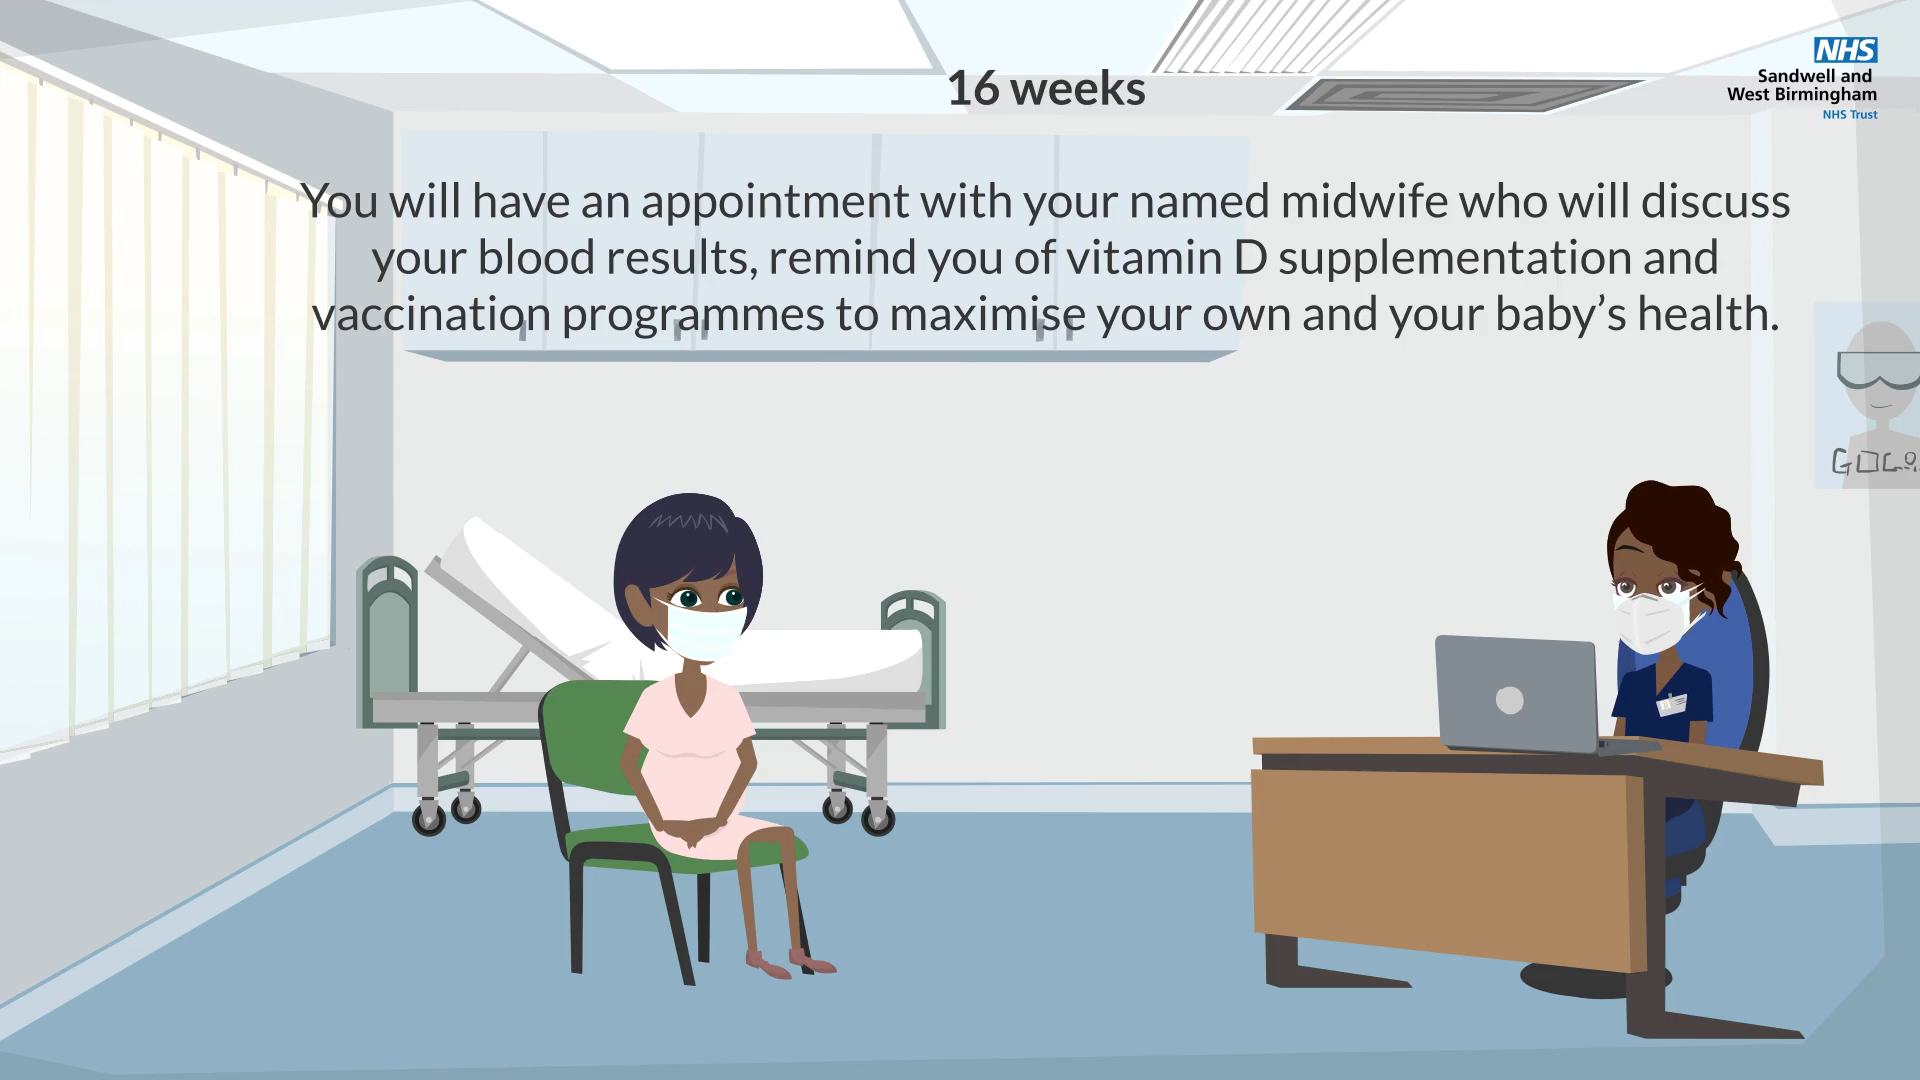 NHS
Sandwell and
West Birmingham
NHS Trust
16 weeks
You will have an appointment with your named midwife who will discuss
your blood results, remind you of vitamin D supplementation and
vaccination programmes to maximise your own and your baby’s health.